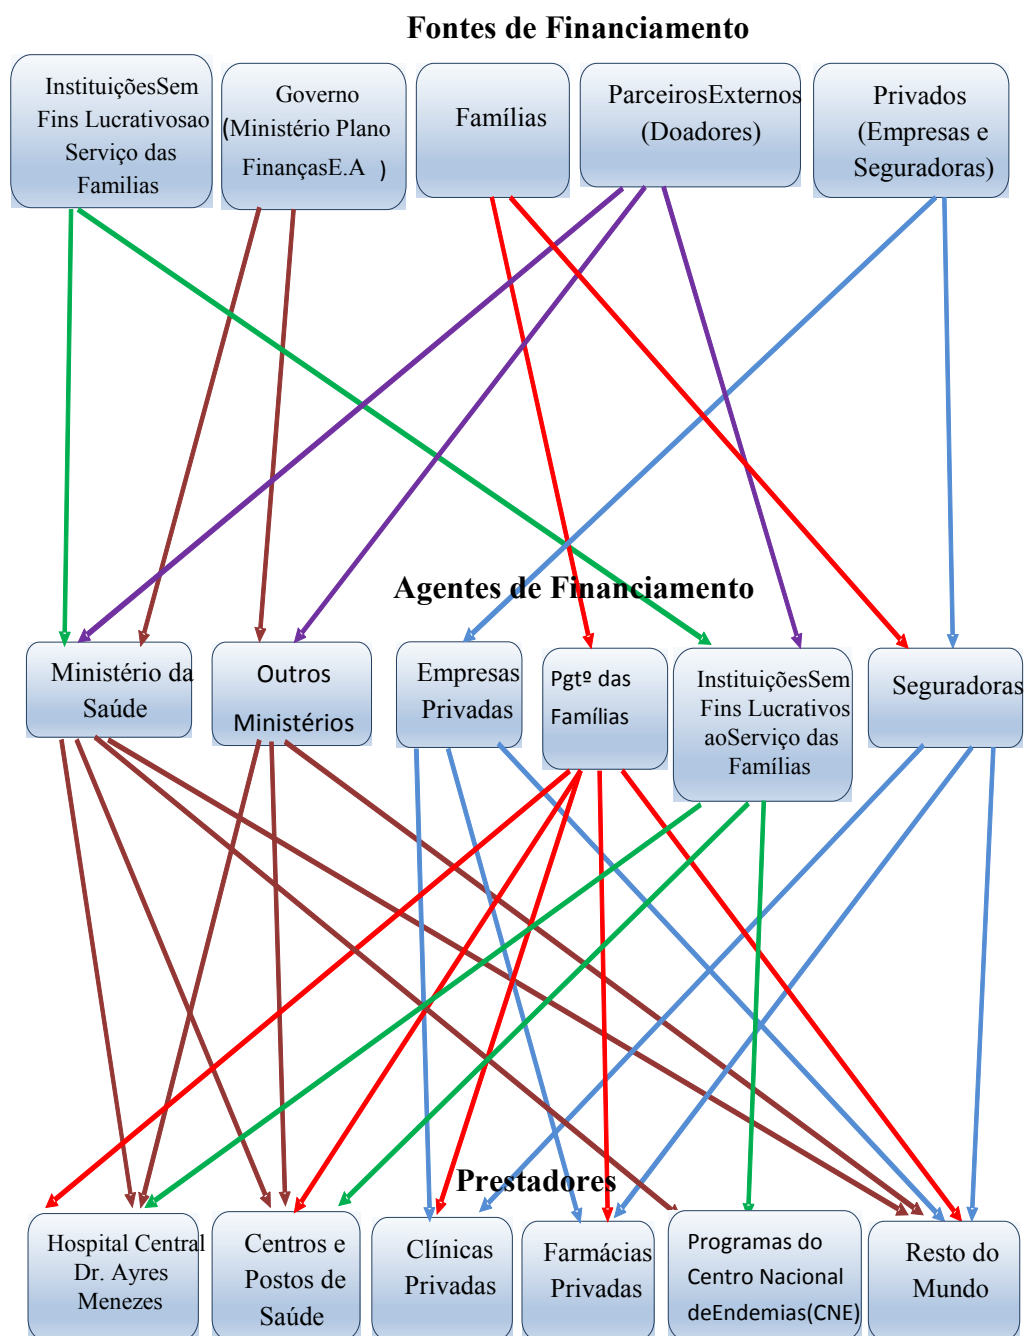 Fontes de Financiamento
InstituiçõesSem
Fins Lucrativosao
Serviço das
Familias
Governo
(Ministério Plano
FinançasE.A )
Famílias
ParceirosExternos
(Doadores)
Privados
(Empresas e
Seguradoras)
Agentes de Financiamento
Ministério da
Saúde
Outros
Ministérios
Empresas
Privadas
Pgtº das
Famílias
InstituiçõesSem
Fins Lucrativos
aoServiço das
Famílias
Seguradoras
Prestadores
Hospital Central
Dr. Ayres
Menezes
Centros e
Postos de
Saúde
Clínicas
Privadas
Farmácias
Privadas
Programas do
Centro Nacional
deEndemias(CNE)
Resto do
Mundo